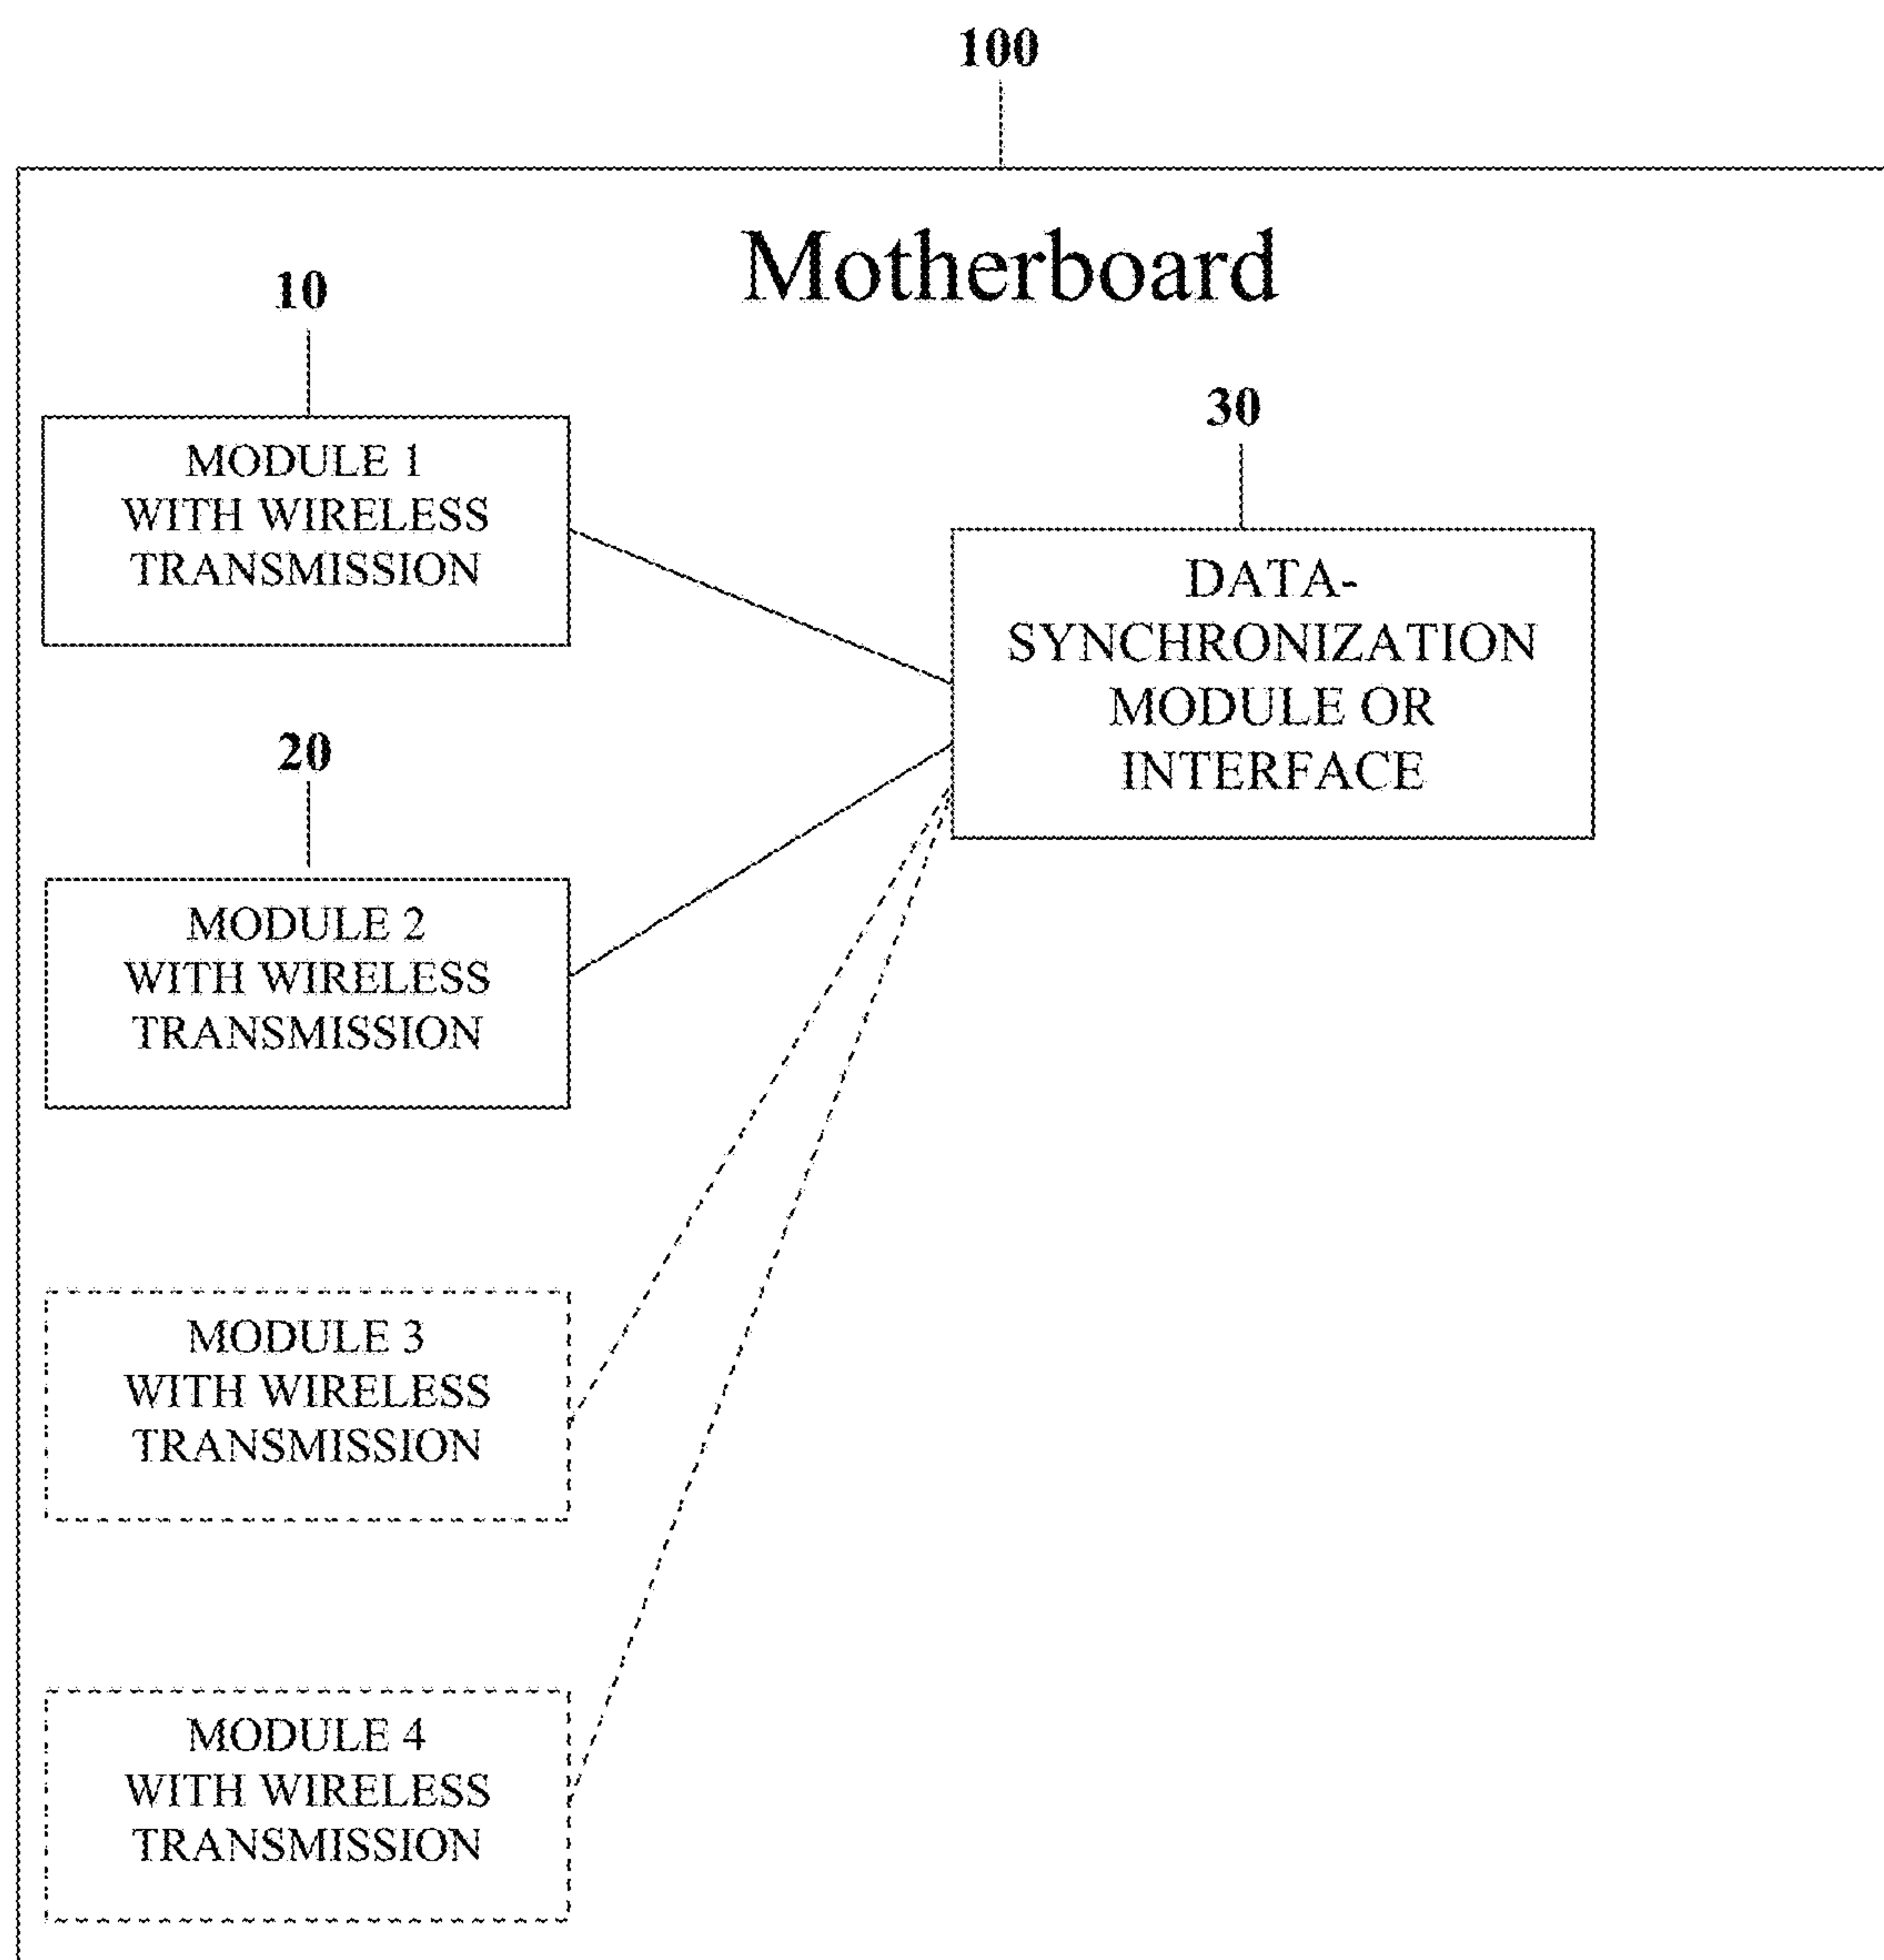 100
Motherboard
10
MODULE 1
WITH WIRELESS
TRANSMISSION
30
DATA-
SYNCHRONIZATION
MODULE OR
INTERFACE
20
MODULE 2
WITH WIRELESS
TRANSMISSION
MODULE 3
WITH WIRELESS
TRANSMISSION
MODULE 4
WITH WIRELESS
TRANSMISSION